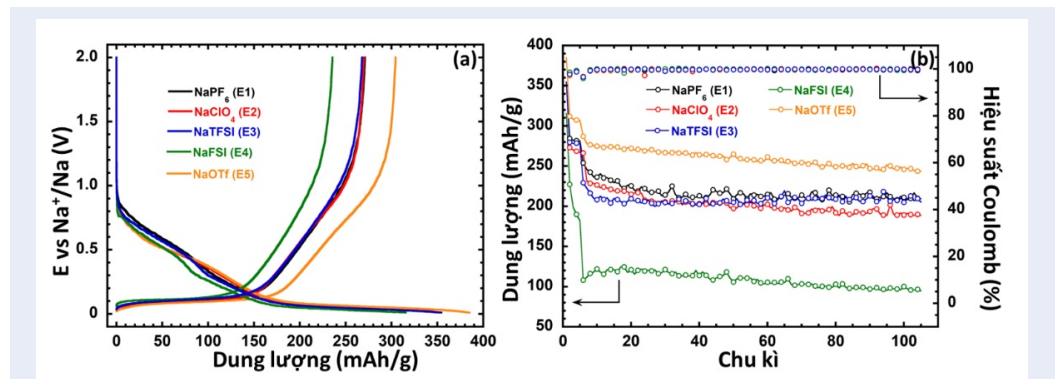 (a)
2.0
1.5
1.0
0.5
0
E vs Na⁺/Na (V)
NaPF₆ (E1)
NaClO₄ (E2)
NaTFSI (E3)
NaFSI (E4)
NaOTf (E5)
0 50 100 150 200 250 300 350 400
Dung lượng (mAh/g)
(b)
400
350
300
250
200
150
100
50
Dung lượng (mAh/g)
NaPF₆ (E1)
NaClO₄ (E2)
NaTFSI (E3)
NaFSI (E4)
NaOTf (E5)
100
80
60
40
20
0
Hiệu suất Coulomb (%)
0 20 40 60 80 100
Chu kì